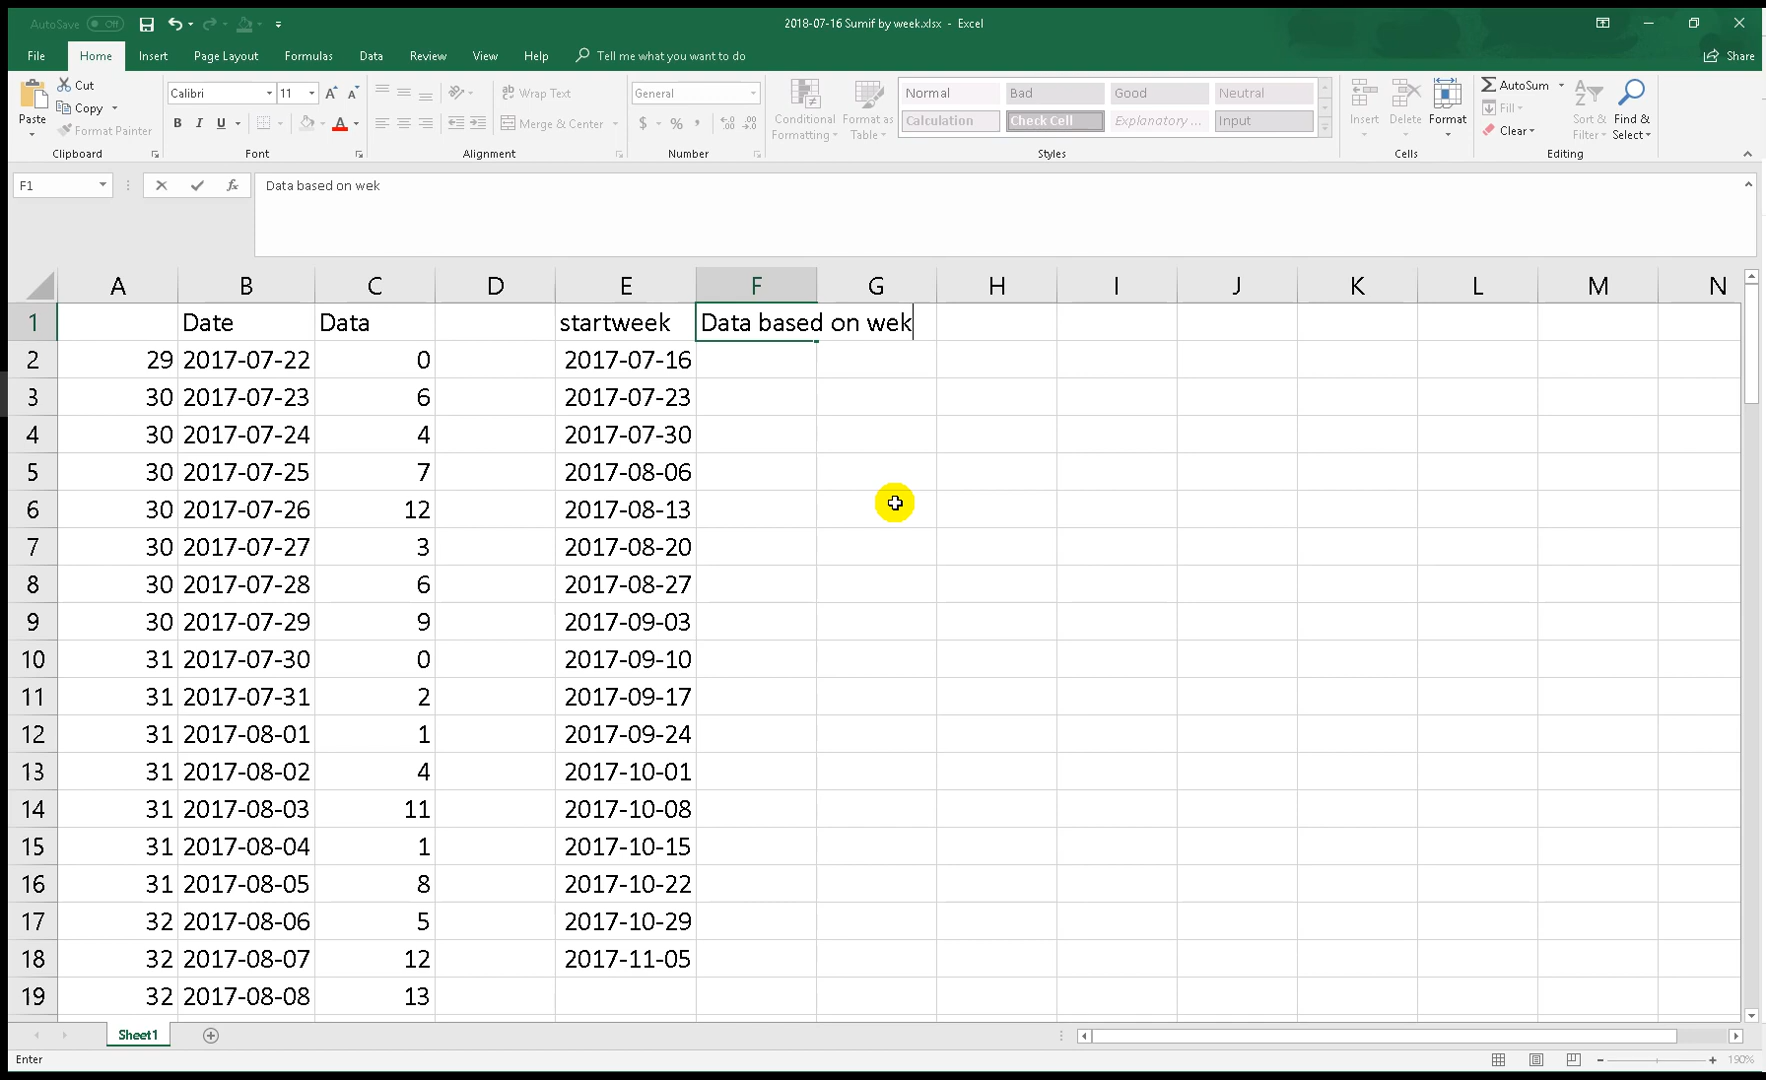 AutoSave Off 2018-07-16 Sumif by week.xlsx - Excel
File Home Insert Page Layout Formulas Data Review View Help Tell me what you want to do Share
Paste Cut Calibri 11 Wrap Text General Conditional Formatting Format as Table Normal Bad Good Neutral Insert Delete Format AutoSum Sort & Filter Find & Select
Copy Fill
Format Painter B I U A Merge & Center $ % , Calculation Check Cell Explanatory ... Input Clear
Clipboard Font Alignment Number Styles Cells Editing
F1 fx Data based on wek
A B C D E F G H I J K L M N
1 Date Data startweek Data based on wek
2 29 2017-07-22 0 2017-07-16
3 30 2017-07-23 6 2017-07-23
4 30 2017-07-24 4 2017-07-30
5 30 2017-07-25 7 2017-08-06
6 30 2017-07-26 12 2017-08-13
7 30 2017-07-27 3 2017-08-20
8 30 2017-07-28 6 2017-08-27
9 30 2017-07-29 9 2017-09-03
10 31 2017-07-30 0 2017-09-10
11 31 2017-07-31 2 2017-09-17
12 31 2017-08-01 1 2017-09-24
13 31 2017-08-02 4 2017-10-01
14 31 2017-08-03 11 2017-10-08
15 31 2017-08-04 1 2017-10-15
16 31 2017-08-05 8 2017-10-22
17 32 2017-08-06 5 2017-10-29
18 32 2017-08-07 12 2017-11-05
19 32 2017-08-08 13
Sheet1
Enter 190%